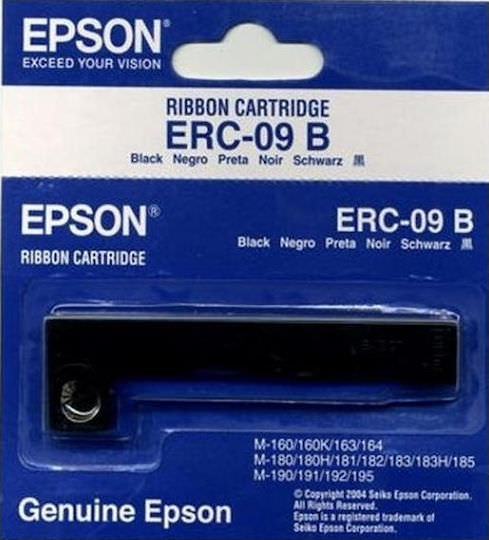 EPSON®
EXCEED YOUR VISION
RIBBON CARTRIDGE
ERC-09 B
Black Negro Preta Noir Schwarz 黒
EPSON®
RIBBON CARTRIDGE
ERC-09 B
Black Negro Preta Noir Schwarz 黒
M-160/160K/163/164
M-180/180H/181/182/183/183H/185
M-190/191/192/195
Genuine Epson
© Copyright 2004 Seiko Epson Corporation.
All Rights Reserved.
Epson is a registered trademark of
Seiko Epson Corporation.